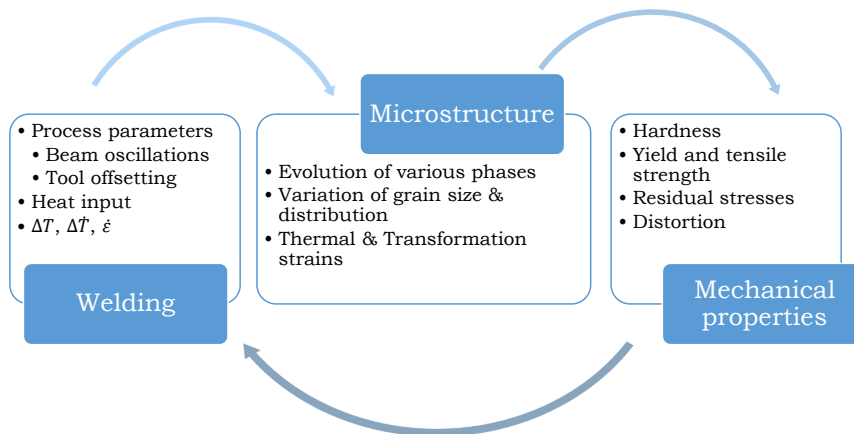 • Process parameters
• Beam oscillations
• Tool offsetting
• Heat input
• Δ𝑇, Δ𝑇̇, 𝜀̇
Welding
Microstructure
• Evolution of various phases
• Variation of grain size &
distribution
• Thermal & Transformation
strains
• Hardness
• Yield and tensile
strength
• Residual stresses
• Distortion
Mechanical
properties